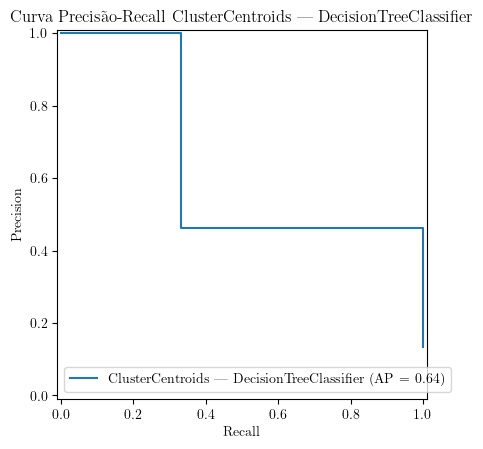 Curva Precisão-Recall ClusterCentroids — DecisionTreeClassifier
1.0
0.8
0.6
0.4
0.2
0.0
Precision
ClusterCentroids — DecisionTreeClassifier (AP = 0.64)
0.0 0.2 0.4 0.6 0.8 1.0
Recall